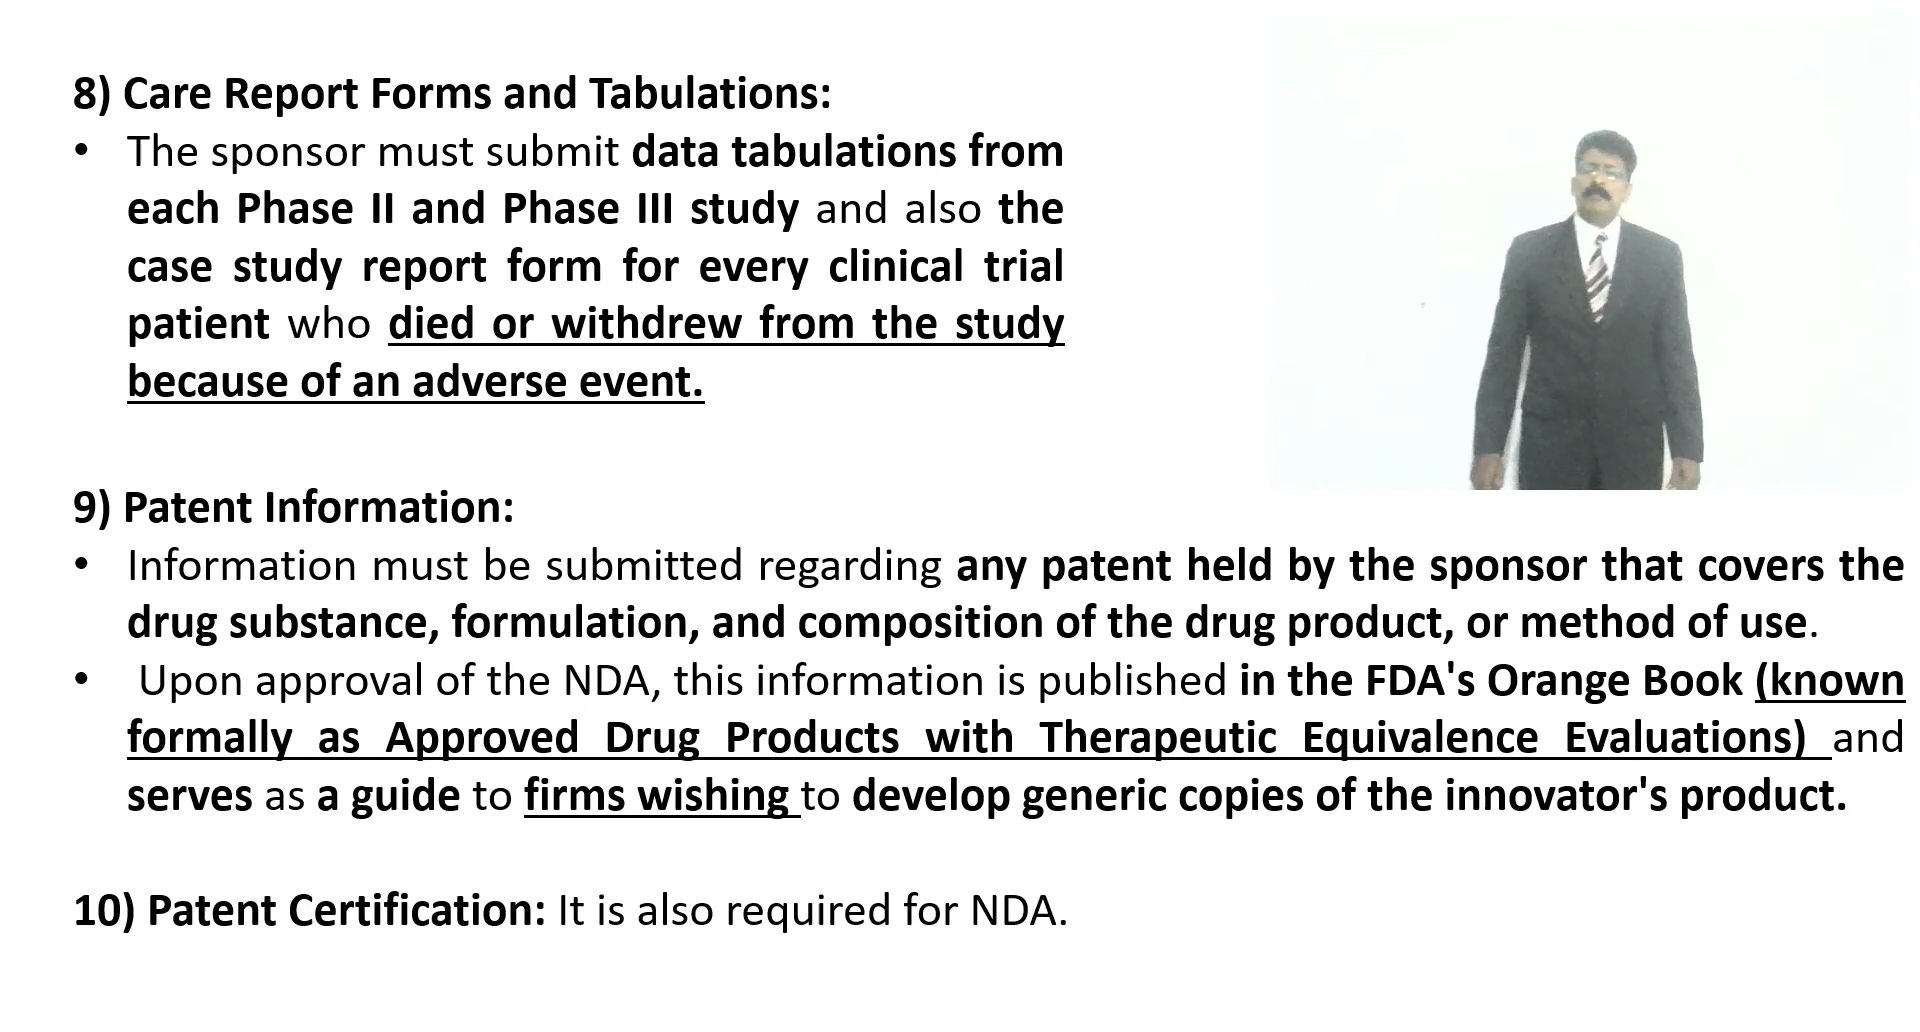 8) Care Report Forms and Tabulations:
• The sponsor must submit data tabulations from
each Phase II and Phase III study and also the
case study report form for every clinical trial
patient who died or withdrew from the study
because of an adverse event.
9) Patent Information:
• Information must be submitted regarding any patent held by the sponsor that covers the
drug substance, formulation, and composition of the drug product, or method of use.
• Upon approval of the NDA, this information is published in the FDA's Orange Book (known
formally as Approved Drug Products with Therapeutic Equivalence Evaluations) and
serves as a guide to firms wishing to develop generic copies of the innovator's product.
10) Patent Certification: It is also required for NDA.